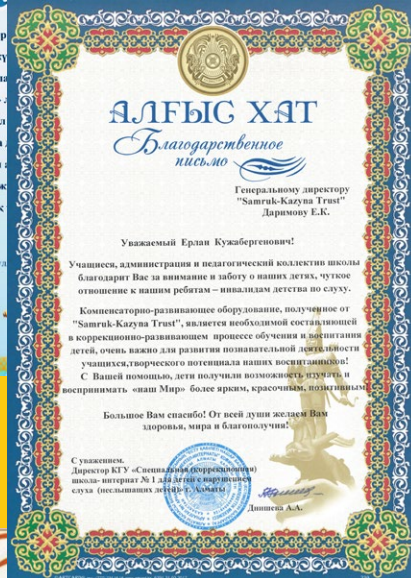 АЛҒЫС ХАТ
Благодарственное
письмо
Генеральному директору
"Samruk-Kazyna Trust"
Даримову Е.К.
Уважаемый Ерлан Кужабергенович!
Учащиеся, администрация и педагогический коллектив школы
благодарит Вас за внимание и заботу о наших детях, чуткое
отношение к нашим ребятам – инвалидам детства по слуху.
Компенсаторно-развивающее оборудование, полученное от
"Samruk-Kazyna Trust", является необходимой составляющей
в коррекционно-развивающем процессе обучения и воспитания
детей, очень важно для развития познавательной деятельности
учащихся,творческого потенциала наших воспитанников!
С Вашей помощью, дети получили возможность изучать и
воспринимать «наш Мир» более ярким, красочным, позитивным.
Большое Вам спасибо! От всей души желаем Вам
здоровья, мира и благополучия!
С уважением,
Директор КГУ «Специальная (коррекционная)
школа- интернат № 1 для детей с нарушением
слуха (неслышащих детей)» г. Алматы
Днишева А.А.